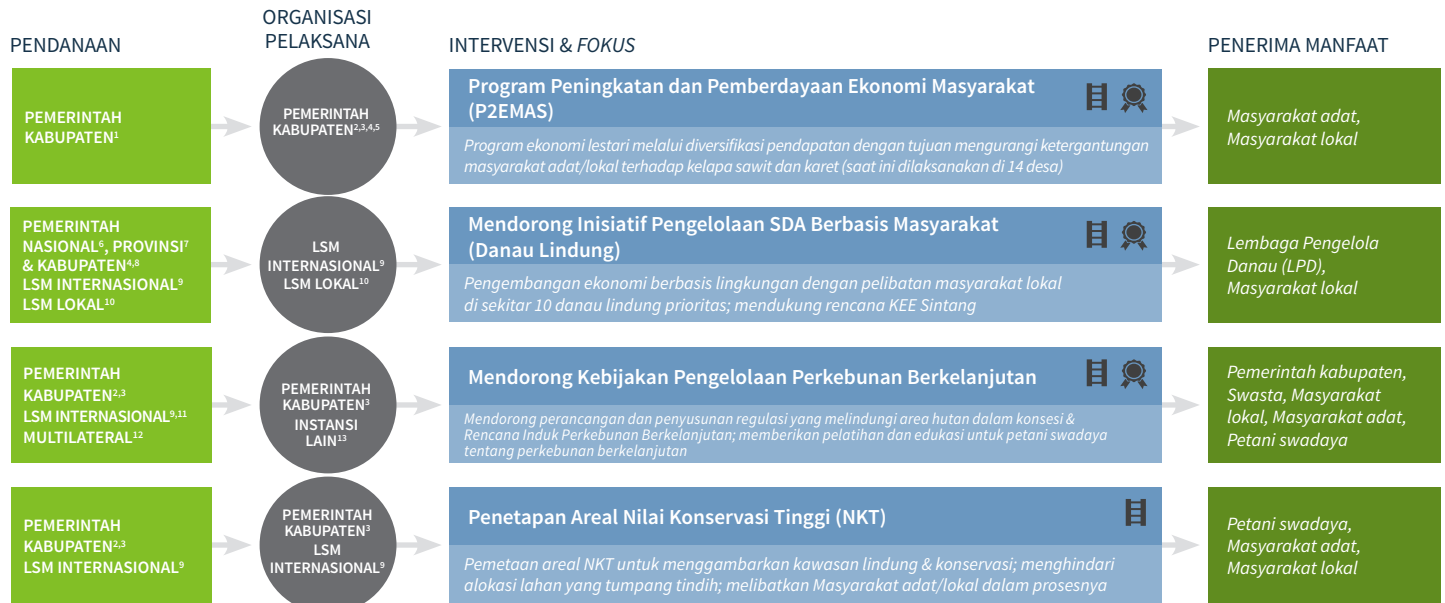 PENDANAAN
ORGANISASI
PELAKSANA
INTERVENSI & FOKUS
PENERIMA MANFAAT
PEMERINTAH
KABUPATEN¹
PEMERINTAH
KABUPATEN²,³,⁴,⁵
Program Peningkatan dan Pemberdayaan Ekonomi Masyarakat
(P2EMAS)
Program ekonomi lestari melalui diversifikasi pendapatan dengan tujuan mengurangi ketergantungan
masyarakat adat/lokal terhadap kelapa sawit dan karet (saat ini dilaksanakan di 14 desa)
Masyarakat adat,
Masyarakat lokal
PEMERINTAH
NASIONAL⁶, PROVINSI⁷
& KABUPATEN⁴,⁸
LSM INTERNASIONAL⁹
LSM LOKAL¹⁰
LSM
INTERNASIONAL⁹
LSM LOKAL¹⁰
Mendorong Inisiatif Pengelolaan SDA Berbasis Masyarakat
(Danau Lindung)
Pengembangan ekonomi berbasis lingkungan dengan pelibatan masyarakat lokal
di sekitar 10 danau lindung prioritas; mendukung rencana KEE Sintang
Lembaga Pengelola
Danau (LPD),
Masyarakat lokal
PEMERINTAH
KABUPATEN²,³
LSM INTERNASIONAL⁹,¹¹
MULTILATERAL¹²
PEMERINTAH
KABUPATEN³
INSTANSI
LAIN¹³
Mendorong Kebijakan Pengelolaan Perkebunan Berkelanjutan
Mendorong perancangan dan penyusunan regulasi yang melindungi area hutan dalam konsesi &
Rencana Induk Perkebunan Berkelanjutan; memberikan pelatihan dan edukasi untuk petani swadaya
tentang perkebunan berkelanjutan
Pemerintah kabupaten,
Swasta, Masyarakat
lokal, Masyarakat adat,
Petani swadaya
PEMERINTAH
KABUPATEN²,³
LSM INTERNASIONAL⁹
PEMERINTAH
KABUPATEN³
LSM
INTERNASIONAL⁹
Penetapan Areal Nilai Konservasi Tinggi (NKT)
Pemetaan areal NKT untuk menggambarkan kawasan lindung & konservasi; menghindari
alokasi lahan yang tumpang tindih; melibatkan Masyarakat adat/lokal dalam prosesnya
Petani swadaya,
Masyarakat adat,
Masyarakat lokal